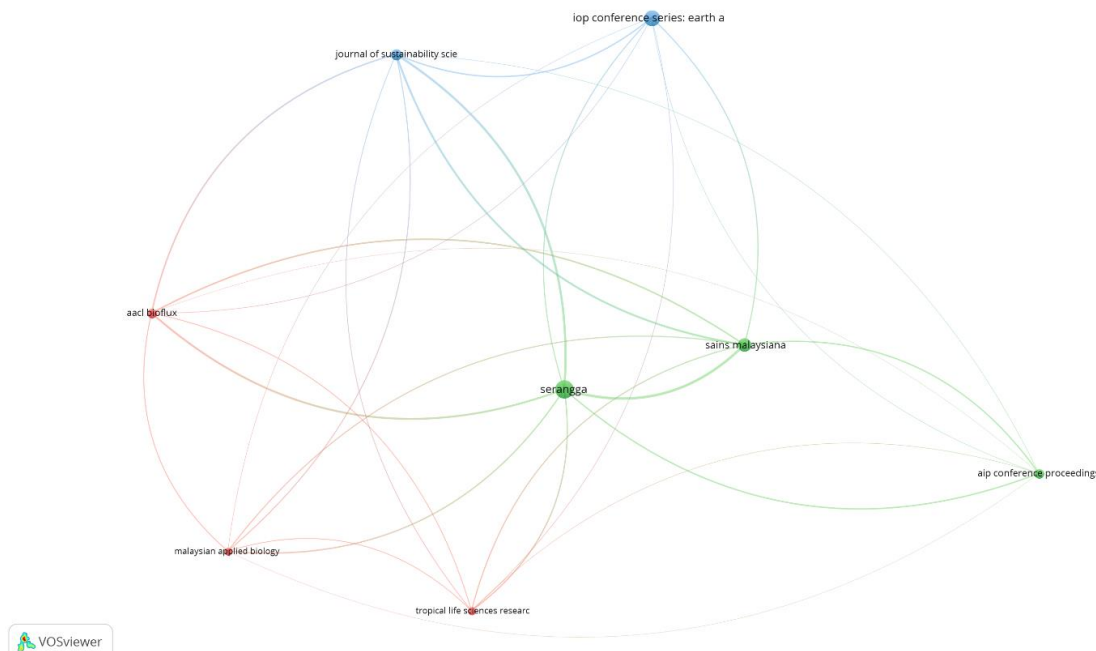 iop conference series: earth a
journal of sustainability scie
aacl bioflux
sains malaysiana
serangga
aip conference proceedings
malaysian applied biology
tropical life sciences researc
VOSviewer